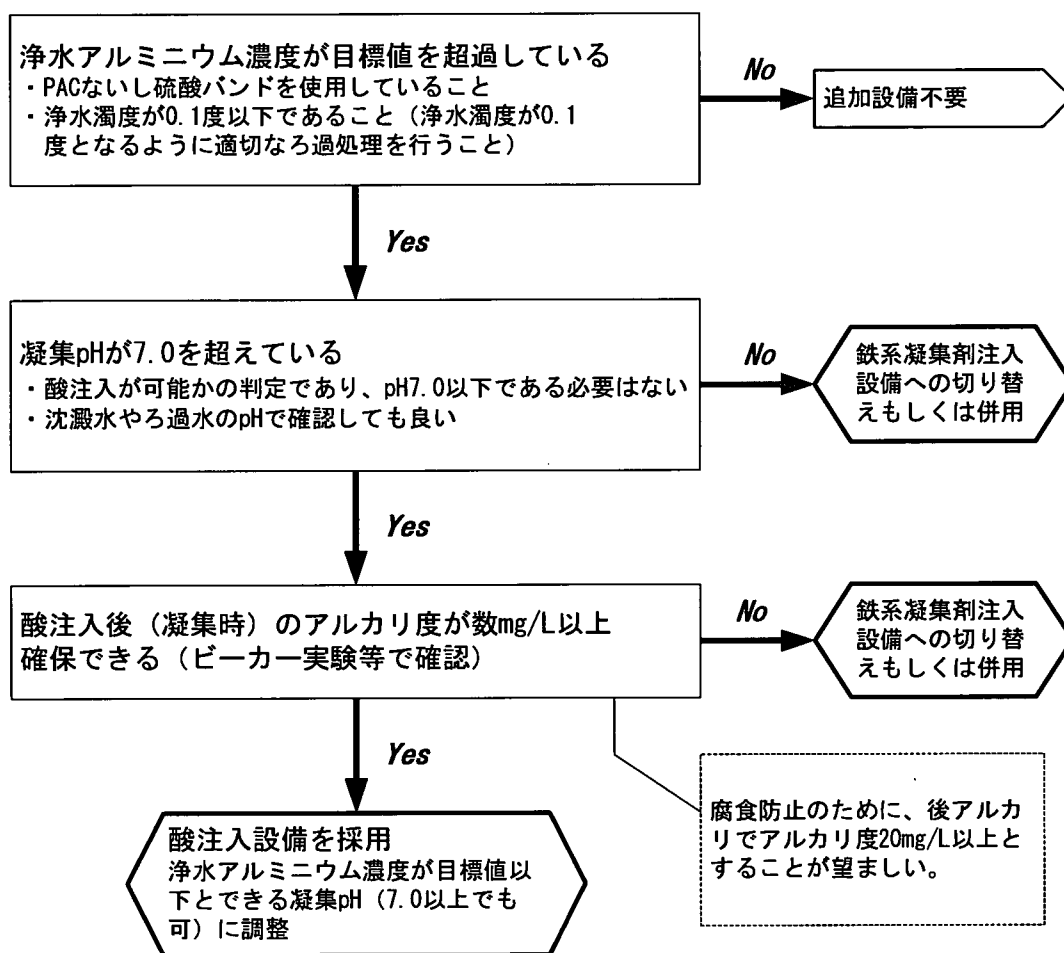 浄水アルミニウム濃度が目標値を超過している
・PACないし硫酸バンドを使用していること
・浄水濁度が0.1度以下であること（浄水濁度が0.1
度となるように適切なろ過処理を行うこと）
No
追加設備不要
Yes
凝集pHが7.0を超えている
・酸注入が可能かの判定であり、pH7.0以下である必要はない
・沈澱水やろ過水のpHで確認しても良い
No
鉄系凝集剤注入
設備への切り替
えもしくは併用
Yes
酸注入後（凝集時）のアルカリ度が数mg/L以上
確保できる（ビーカー実験等で確認）
No
鉄系凝集剤注入
設備への切り替
えもしくは併用
Yes
腐食防止のために、後アルカ
リでアルカリ度20mg/L以上と
することが望ましい。
酸注入設備を採用
浄水アルミニウム濃度が目標値以
下とできる凝集pH（7.0以上でも
可）に調整